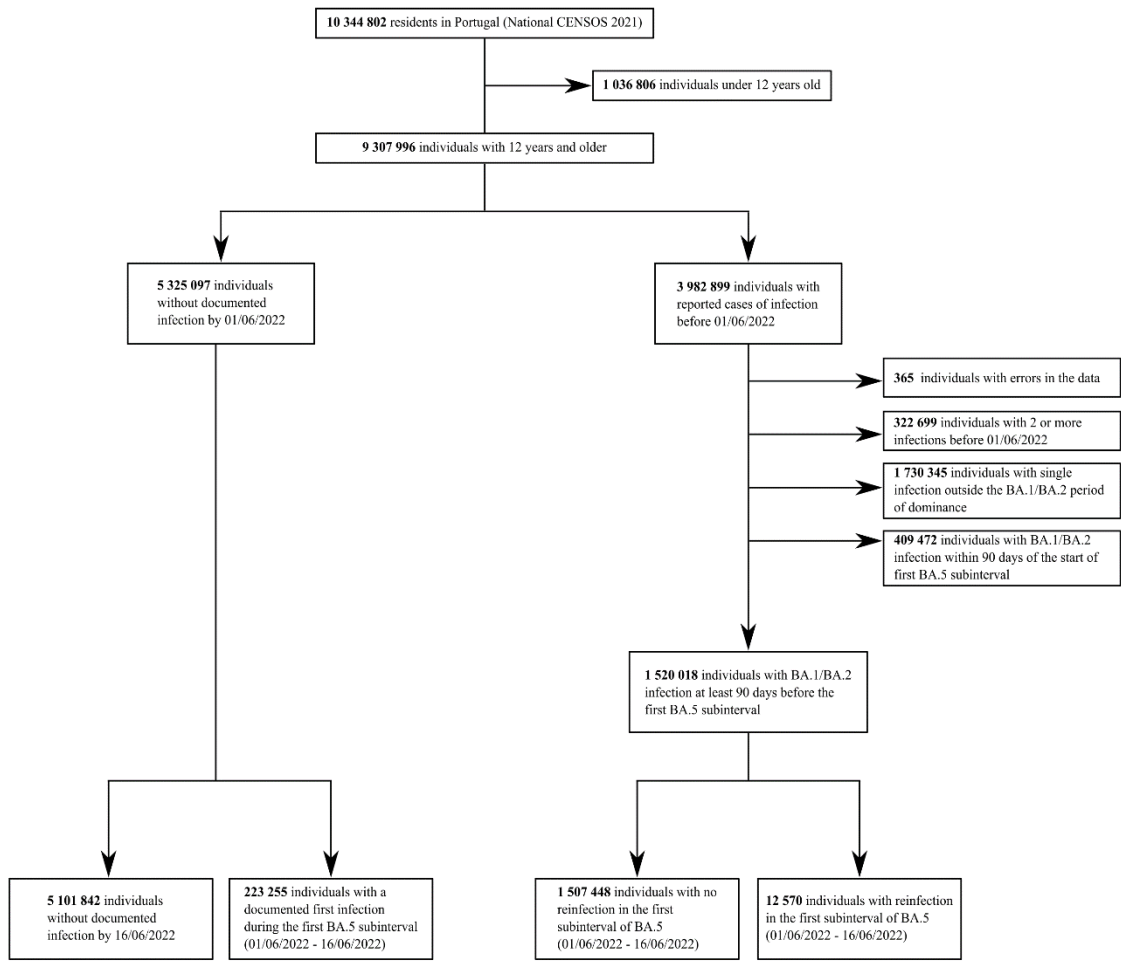 10 344 802 residents in Portugal (National CENSOS 2021)
1 036 806 individuals under 12 years old
9 307 996 individuals with 12 years and older
5 325 097 individuals
without documented
infection by 01/06/2022
3 982 899 individuals with
reported cases of infection
before 01/06/2022
365 individuals with errors in the data
322 699 individuals with 2 or more
infections before 01/06/2022
1 730 345 individuals with single
infection outside the BA.1/BA.2 period
of dominance
409 472 individuals with BA.1/BA.2
infection within 90 days of the start of
first BA.5 subinterval
1 520 018 individuals with BA.1/BA.2
infection at least 90 days before the
first BA.5 subinterval
5 101 842 individuals
without documented
infection by 16/06/2022
223 255 individuals with a
documented first infection
during the first BA.5 subinterval
(01/06/2022 - 16/06/2022)
1 507 448 individuals with no
reinfection in the first
subinterval of BA.5
(01/06/2022 - 16/06/2022)
12 570 individuals with reinfection
in the first subinterval of BA.5
(01/06/2022 - 16/06/2022)